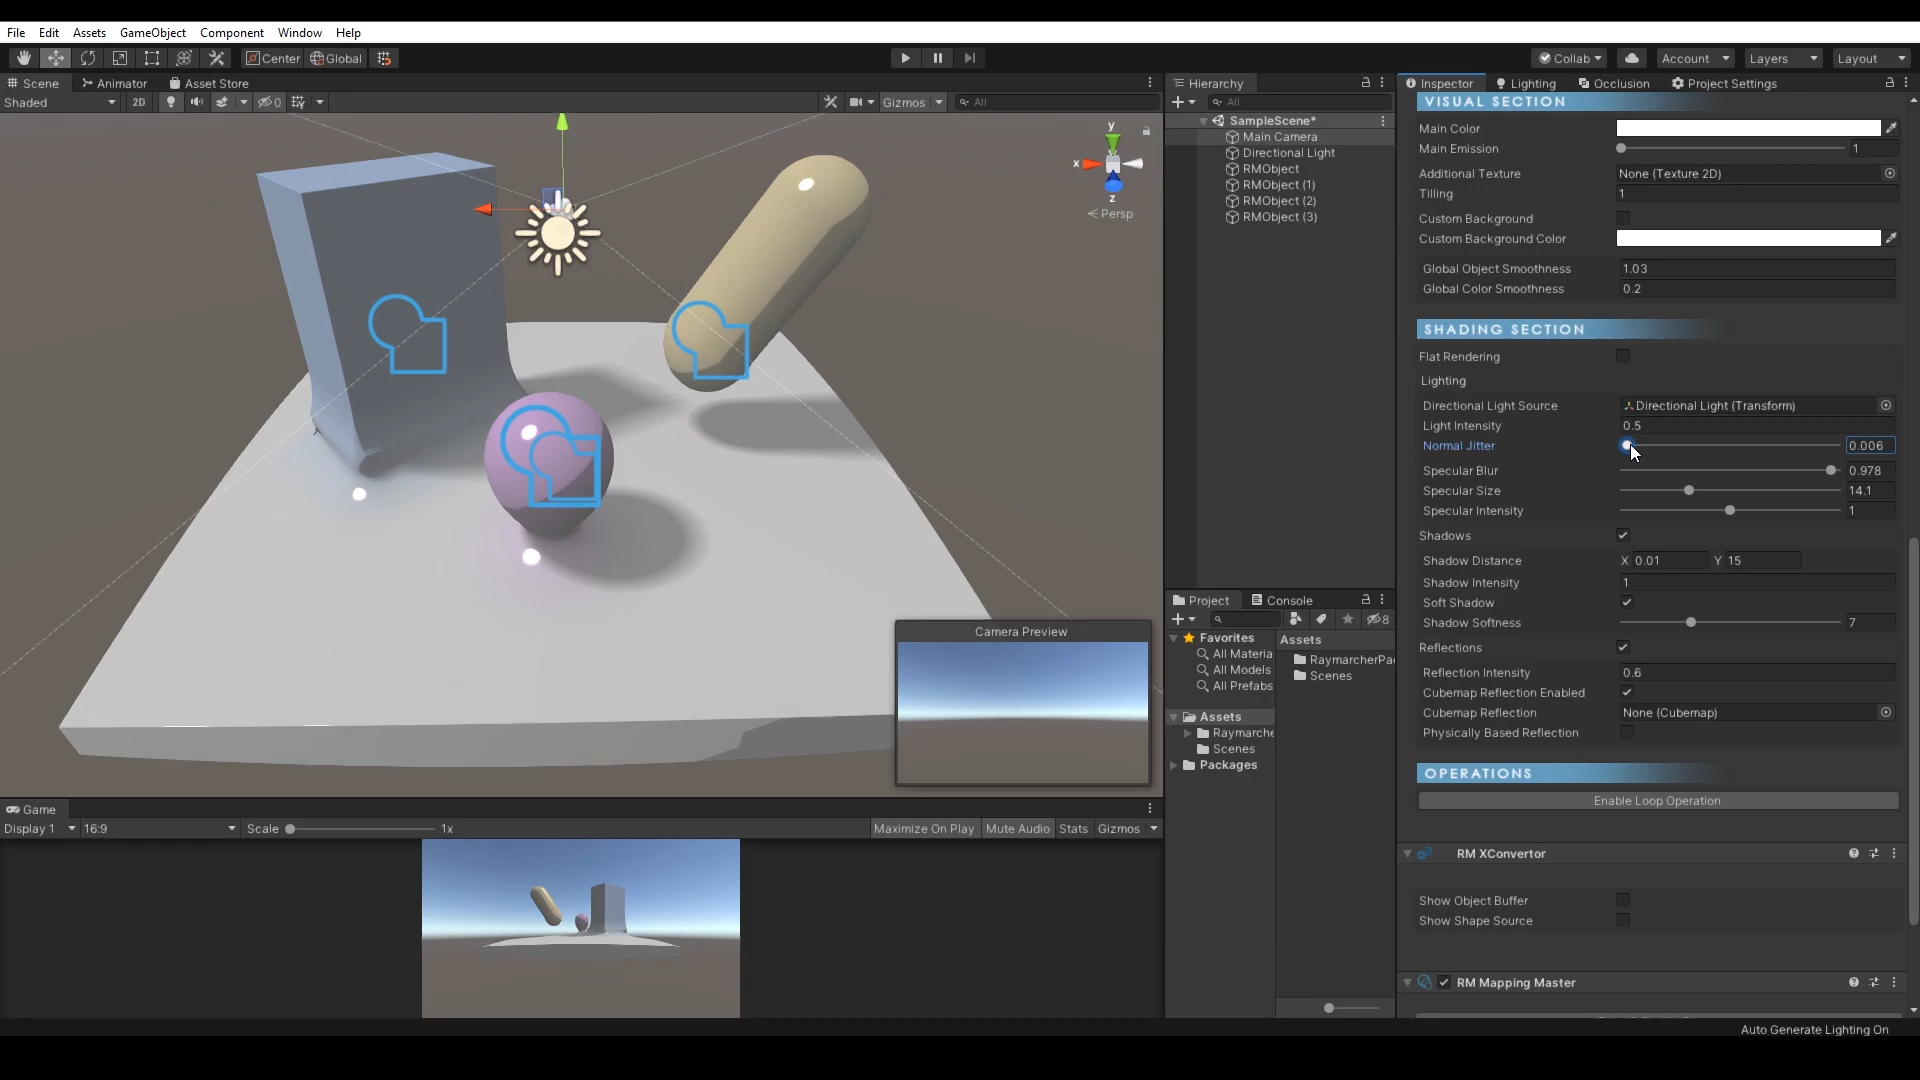 File Edit Assets GameObject Component Window Help
Center Global
Collab Account Layers Layout
Scene Animator Asset Store
Shaded 2D 0 Gizmos All
y
x
z
Persp
Camera Preview
Game
Display 1 16:9 Scale 1x Maximize On Play Mute Audio Stats Gizmos
Hierarchy
All
SampleScene*
Main Camera
Directional Light
RMObject
RMObject (1)
RMObject (2)
RMObject (3)
Project Console
8
Favorites
All Materia
All Models
All Prefabs
Assets
Raymarche
Scenes
Packages
Assets
RaymarcherPa
Scenes
Inspector Lighting Occlusion Project Settings
VISUAL SECTION
Main Color
Main Emission 1
Additional Texture None (Texture 2D)
Tilling 1
Custom Background
Custom Background Color
Global Object Smoothness 1.03
Global Color Smoothness 0.2
SHADING SECTION
Flat Rendering
Lighting
Directional Light Source Directional Light (Transform)
Light Intensity 0.5
Normal Jitter 0.006
Specular Blur 0.978
Specular Size 14.1
Specular Intensity 1
Shadows
Shadow Distance X 0.01 Y 15
Shadow Intensity 1
Soft Shadow
Shadow Softness 7
Reflections
Reflection Intensity 0.6
Cubemap Reflection Enabled
Cubemap Reflection None (Cubemap)
Physically Based Reflection
OPERATIONS
Enable Loop Operation
RM XConvertor
Show Object Buffer
Show Shape Source
RM Mapping Master
Auto Generate Lighting On